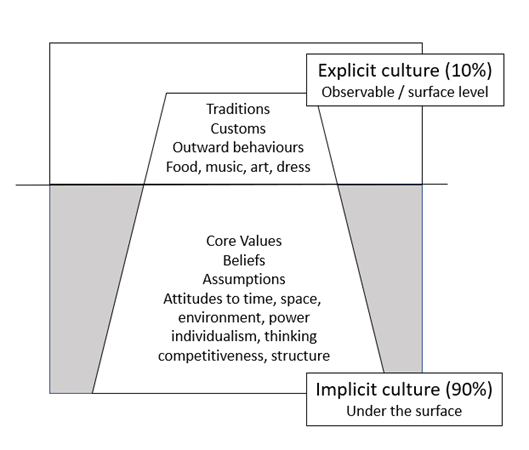 Explicit culture (10%)
Observable / surface level
Traditions
Customs
Outward behaviours
Food, music, art, dress
Core Values
Beliefs
Assumptions
Attitudes to time, space,
environment, power
individualism, thinking
competitiveness, structure
Implicit culture (90%)
Under the surface